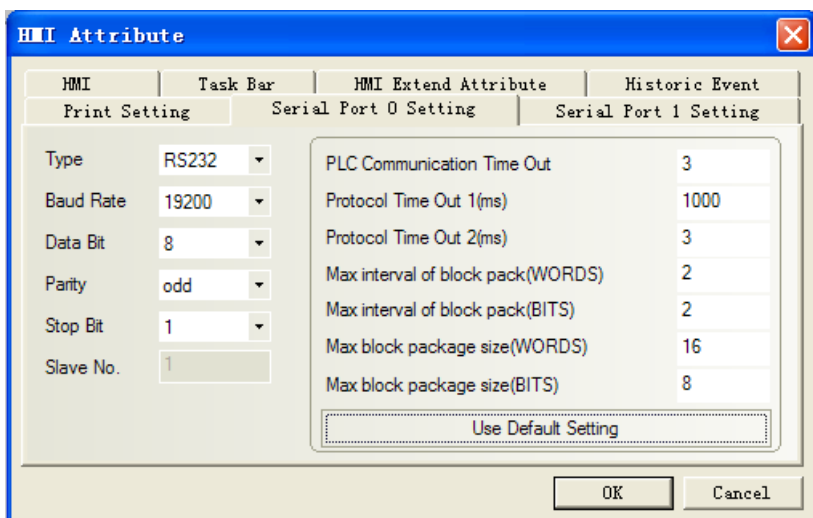 HMI Attribute
HMI
Task Bar
HMI Extend Attribute
Historic Event
Print Setting
Serial Port 0 Setting
Serial Port 1 Setting
Type RS232
Baud Rate 19200
Data Bit 8
Parity odd
Stop Bit 1
Slave No. 1
PLC Communication Time Out 3
Protocol Time Out 1(ms) 1000
Protocol Time Out 2(ms) 3
Max interval of block pack(WORDS) 2
Max interval of block pack(BITS) 2
Max block package size(WORDS) 16
Max block package size(BITS) 8
Use Default Setting
OK
Cancel